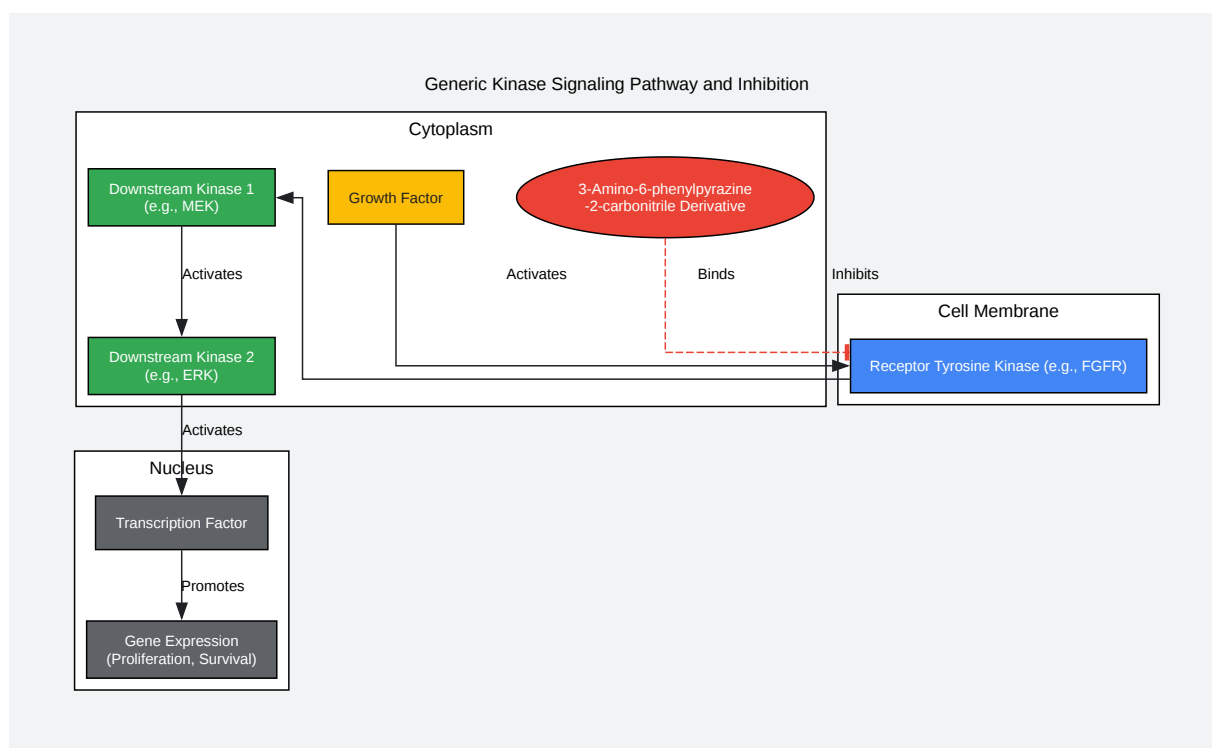 Generic Kinase Signaling Pathway and Inhibition
Cytoplasm
Downstream Kinase 1
(e.g., MEK)
Growth Factor
3-Amino-6-phenylpyrazine
-2-carbonitrile Derivative
Activates
Activates
Binds
Inhibits
Cell Membrane
Downstream Kinase 2
(e.g., ERK)
Receptor Tyrosine Kinase (e.g., FGFR)
Activates
Nucleus
Transcription Factor
Promotes
Gene Expression
(Proliferation, Survival)